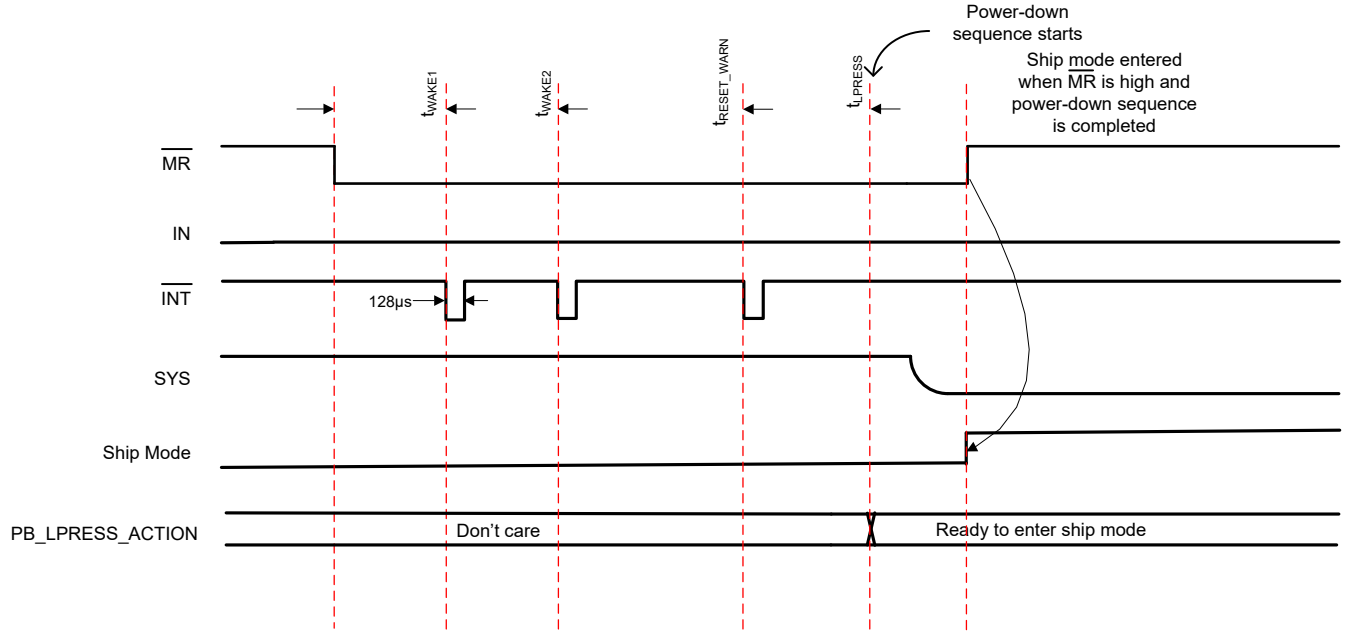 Power-down
sequence starts
Ship mode entered
when MR is high and
power-down sequence
is completed
tWAKE1
tWAKE2
tRESET_WARN
tLPRESS
MR
IN
INT
128µs
SYS
Ship Mode
PB_LPRESS_ACTION
Don't care
Ready to enter ship mode